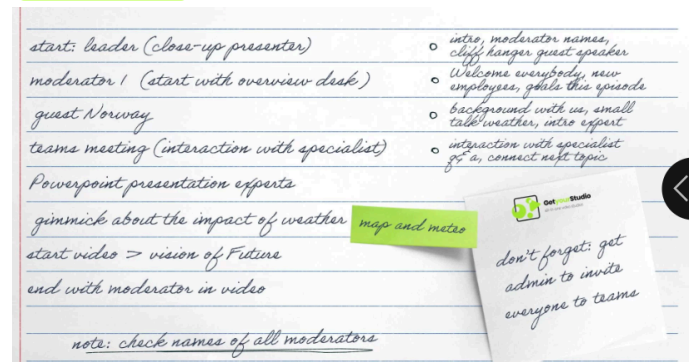 start: leader (close-up presenter)
moderator 1 (start with overview desk)
guest Norway
teams meeting (interaction with specialist)
Powerpoint presentation experts
gimmick about the impact of weather
start video > vision of Future
end with moderator in video
note: check names of all moderators
intro, moderator names,
cliff hanger guest speaker
Welcome everybody, new
employees, goals this episode
background with us, small
talk weather, intro expert
interaction with specialist
q & a, connect next topic
map and meteo
GetyourStudio
don't forget: get
admin to invite
everyone to teams